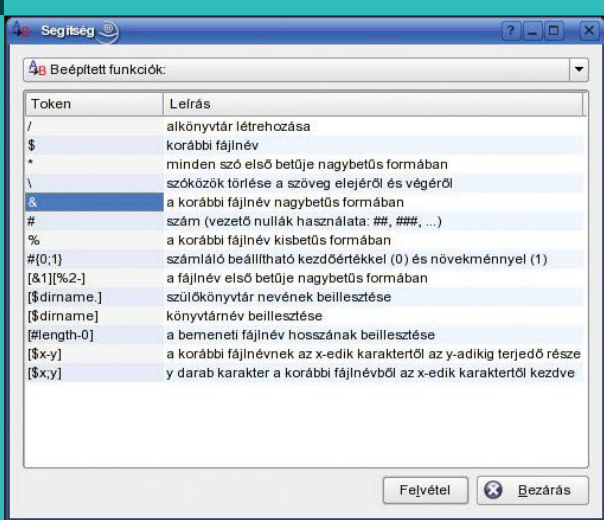 Segítség
Beépített funkciók:
Token Leírás
/ alkönyvtár létrehozása
$ korábbi fájlnév
* minden szó első betűje nagybetűs formában
\ szóközök törlése a szöveg elejéről és végéről
& a korábbi fájlnév nagybetűs formában
# szám (vezető nullák használata: ##, ###, ...)
% a korábbi fájlnév kisbetűs formában
#{0;1} számláló beállítható kezdőértékkel (0) és növekménnyel (1)
[&1][%2-] a fájlnév első betűje nagybetűs formában
[$dirname.] szülőkönyvtár nevének beillesztése
[$dirname] könyvtárnév beillesztése
[#length-0] a bemeneti fájlnév hosszának beillesztése
[$x-y] a korábbi fájlnévnek az x-edik karaktertől az y-adikig terjedő része
[$x;y] y darab karakter a korábbi fájlnévből az x-edik karaktertől kezdve
Felvétel Bezárás